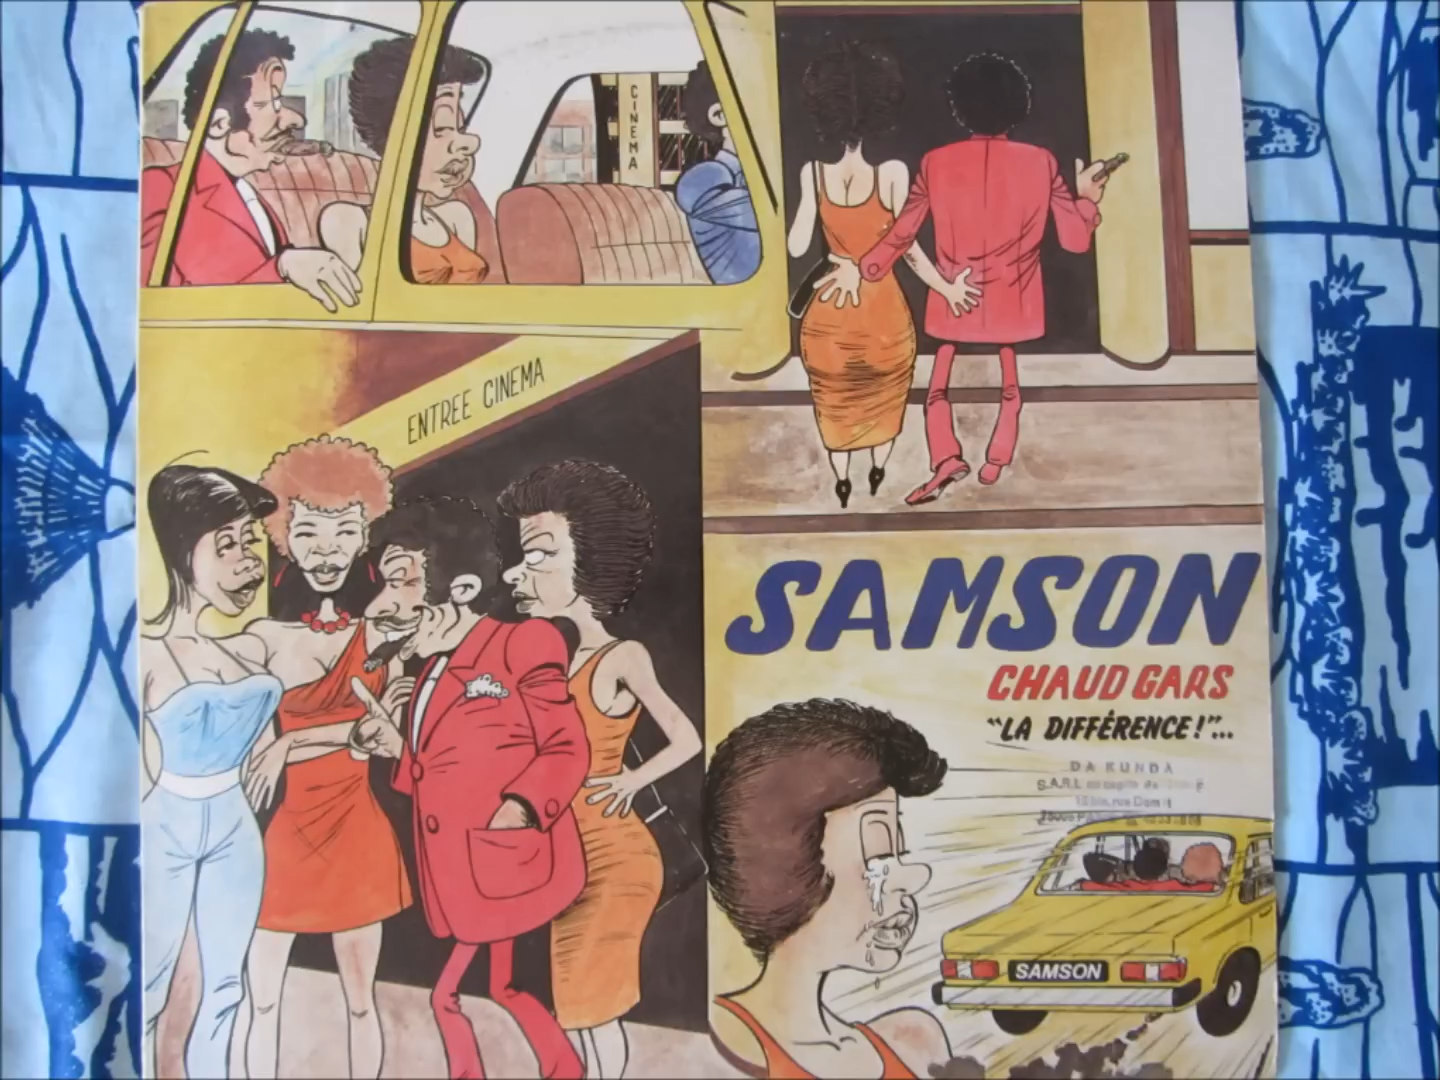 CINEMA
ENTREE CINEMA
SAMSON
CHAUD GARS
"LA DIFFÉRENCE!"...
DA KUNDA
S.A.R.L.
SAMSON